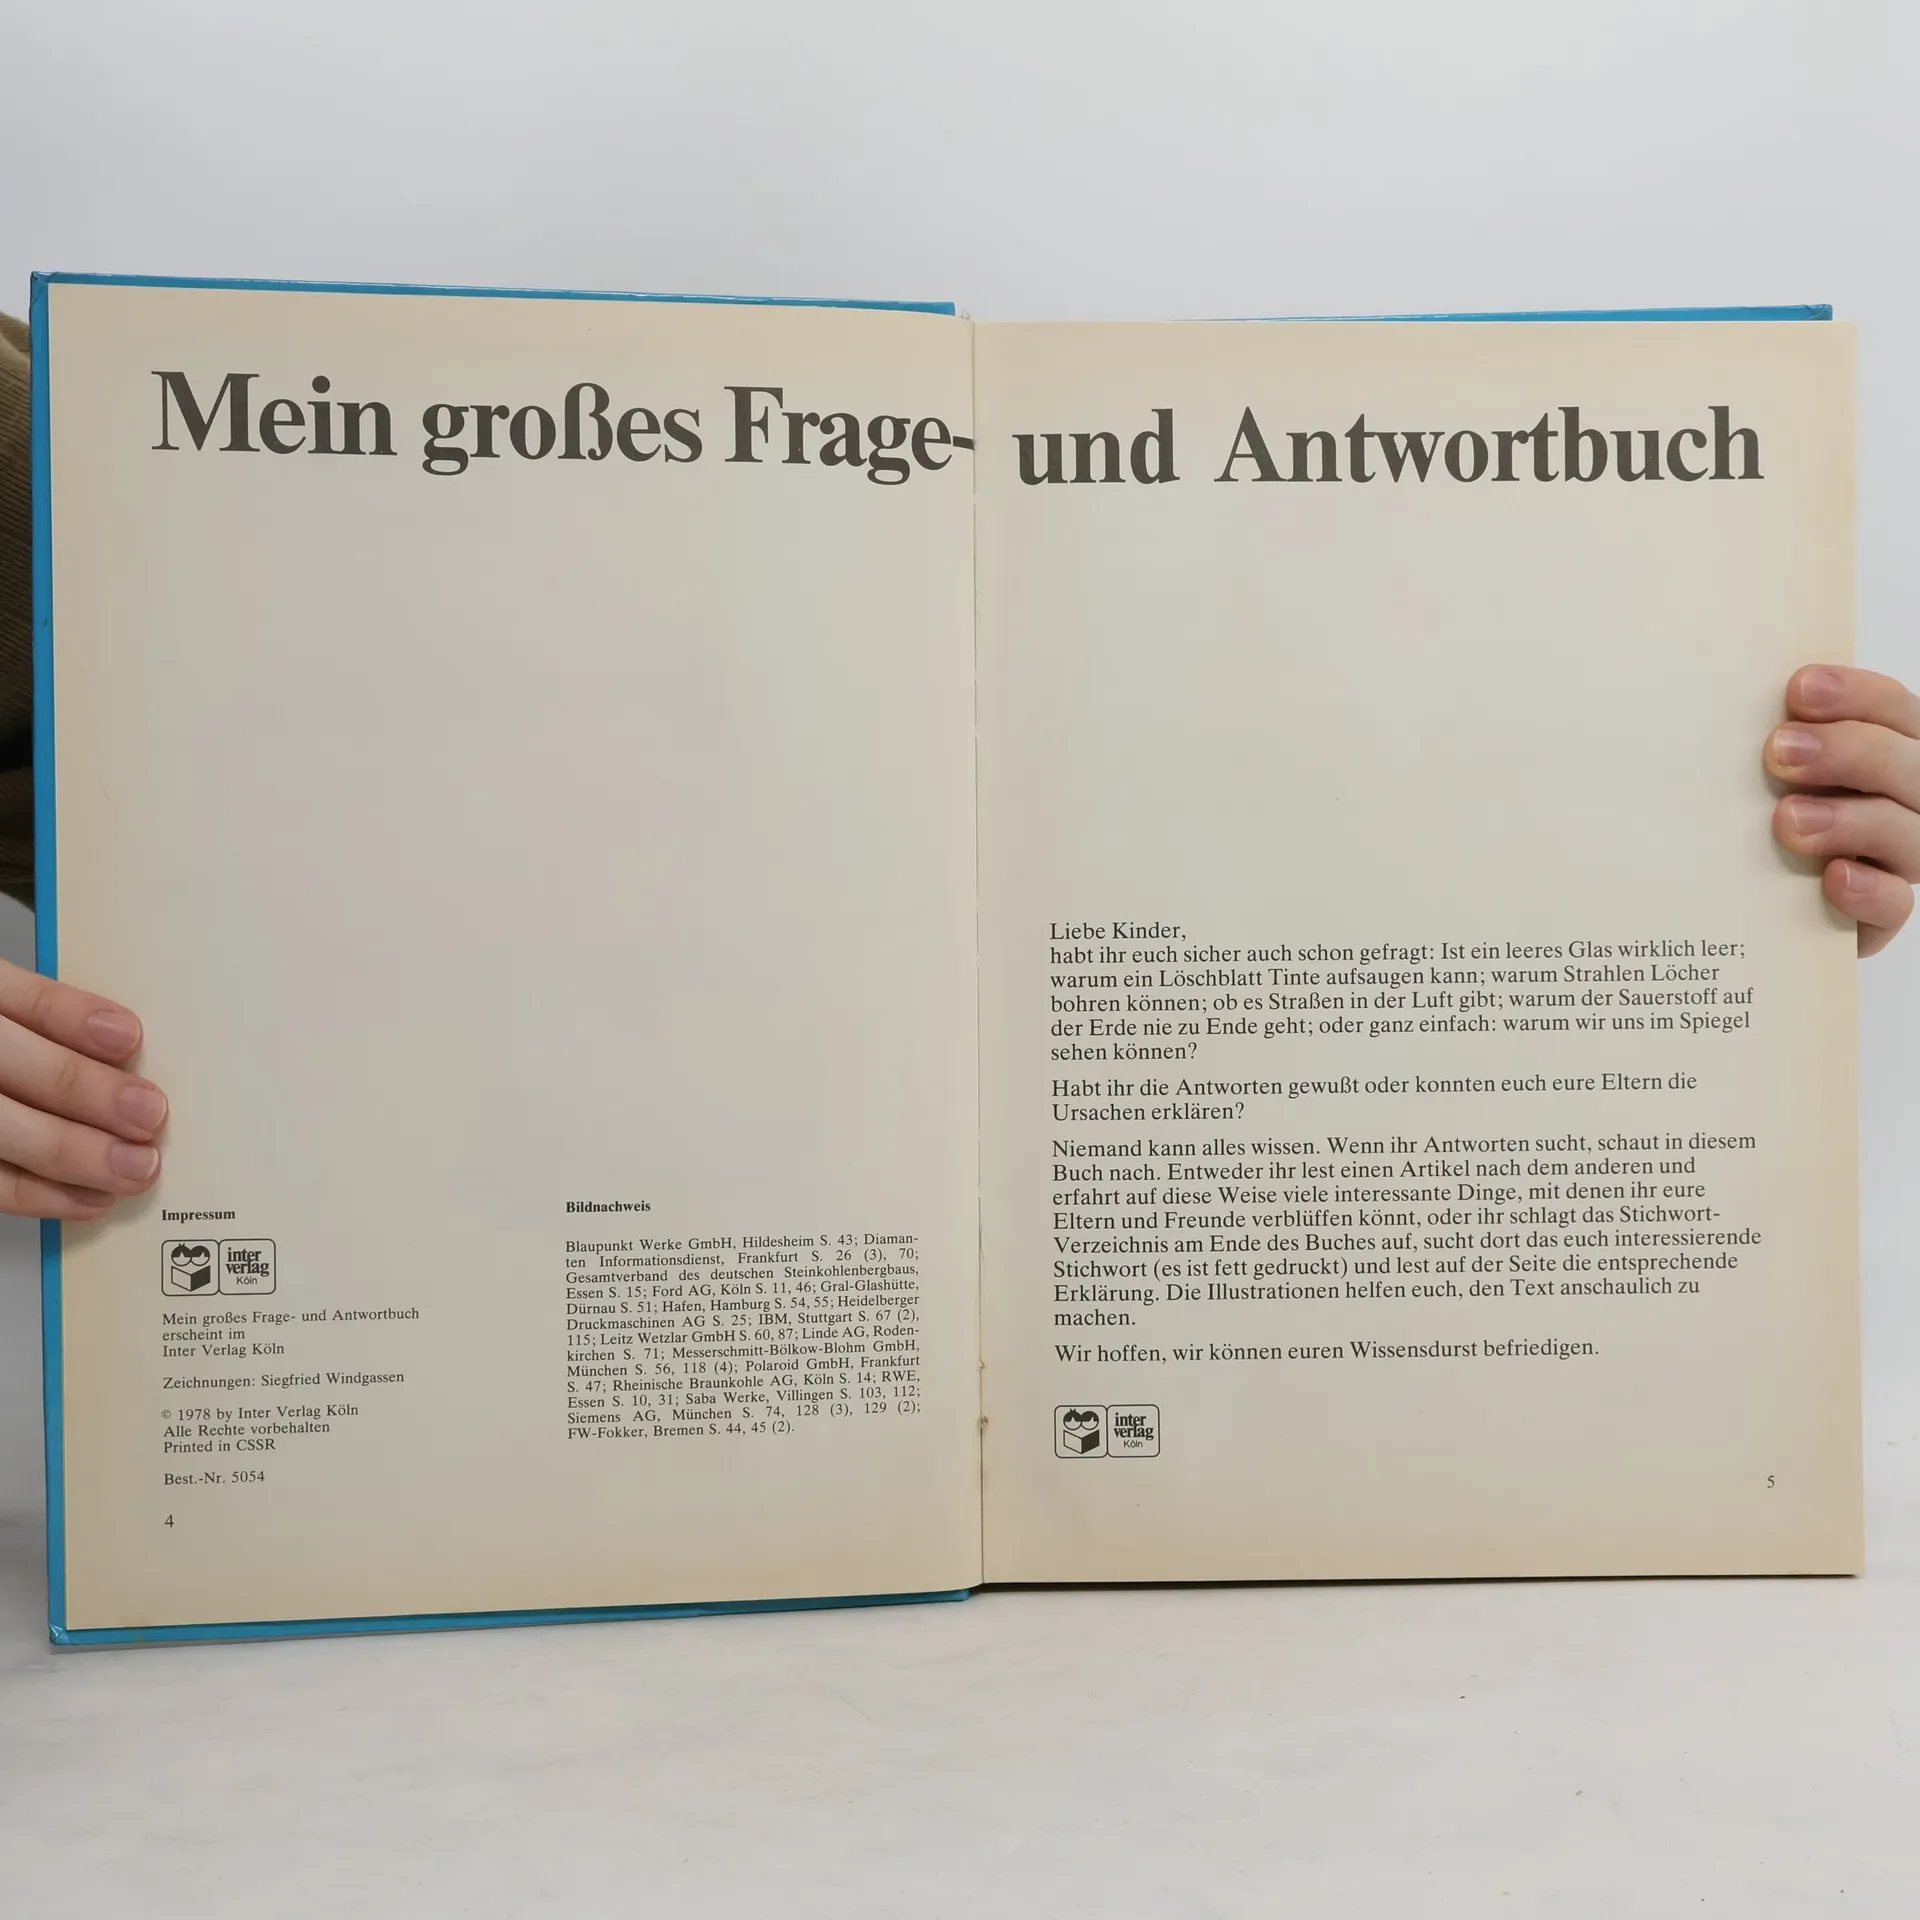 Mein großes Frage- und Antwortbuch
Impressum
inter
verlag
Köln
Mein großes Frage- und Antwortbuch
erscheint im
Inter Verlag Köln
Zeichnungen: Siegfried Windgassen
© 1978 by Inter Verlag Köln
Alle Rechte vorbehalten
Printed in CSSR
Best.-Nr. 5054
4
Bildnachweis
Blaupunkt Werke GmbH, Hildesheim S. 43; Diaman-
ten Informationsdienst, Frankfurt S. 26 (3), 70;
Gesamtverband des deutschen Steinkohlenbergbaus,
Essen S. 15; Ford AG, Köln S. 11, 46; Gral-Glashütte,
Dürnau S. 51; Hafen, Hamburg S. 54, 55; Heidelberger
Druckmaschinen AG S. 25; IBM, Stuttgart S. 67 (2),
115; Leitz Wetzlar GmbH S. 60, 87; Linde AG, Roden-
kirchen S. 71; Messerschmitt-Bölkow-Blohm GmbH,
München S. 56, 118 (4); Polaroid GmbH, Frankfurt
S. 47; Rheinische Braunkohle AG, Köln S. 14; RWE,
Essen S. 10, 31; Saba Werke, Villingen S. 103, 112;
Siemens AG, München S. 74, 128 (3), 129 (2);
FW-Fokker, Bremen S. 44, 45 (2).
Liebe Kinder,
habt ihr euch sicher auch schon gefragt: Ist ein leeres Glas wirklich leer;
warum ein Löschblatt Tinte aufsaugen kann; warum Strahlen Löcher
bohren können; ob es Straßen in der Luft gibt; warum der Sauerstoff auf
der Erde nie zu Ende geht; oder ganz einfach: warum wir uns im Spiegel
sehen können?
Habt ihr die Antworten gewußt oder konnten euch eure Eltern die
Ursachen erklären?
Niemand kann alles wissen. Wenn ihr Antworten sucht, schaut in diesem
Buch nach. Entweder ihr lest einen Artikel nach dem anderen und
erfahrt auf diese Weise viele interessante Dinge, mit denen ihr eure
Eltern und Freunde verblüffen könnt, oder ihr schlagt das Stichwort-
Verzeichnis am Ende des Buches auf, sucht dort das euch interessierende
Stichwort (es ist fett gedruckt) und lest auf der Seite die entsprechende
Erklärung. Die Illustrationen helfen euch, den Text anschaulich zu
machen.
Wir hoffen, wir können euren Wissensdurst befriedigen.
inter
verlag
Köln
5